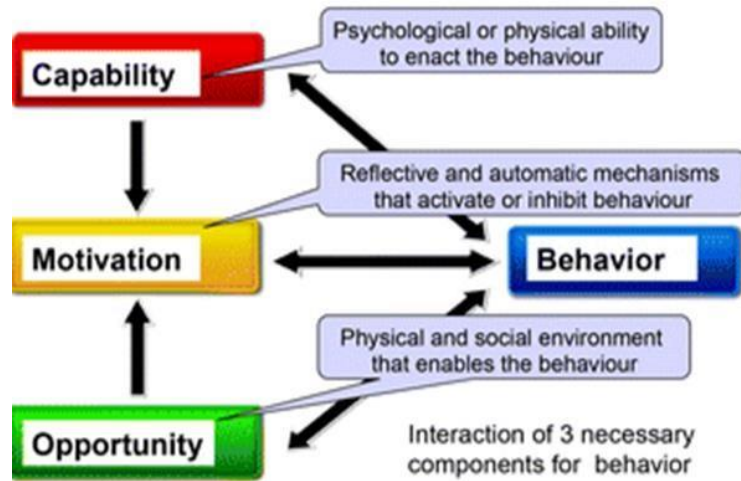 Capability
Psychological or physical ability
to enact the behaviour
Reflective and automatic mechanisms
that activate or inhibit behaviour
Motivation
Behavior
Physical and social environment
that enables the behaviour
Opportunity
Interaction of 3 necessary
components for behavior